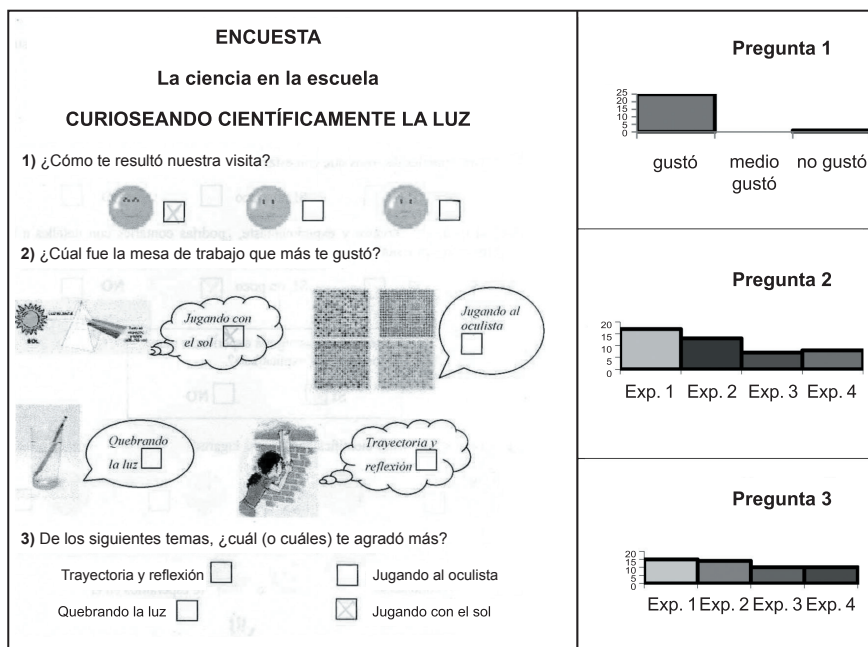 ENCUESTA
La ciencia en la escuela
CURIOSEANDO CIENTÍFICAMENTE LA LUZ
1) ¿Cómo te resultó nuestra visita?
2) ¿Cúal fue la mesa de trabajo que más te gustó?
SOL
Jugando con
el sol
Jugando al
oculista
Quebrando
la luz
Trayectoria y
reflexión
3) De los siguientes temas, ¿cuál (o cuáles) te agradó más?
Trayectoria y reflexión
Jugando al oculista
Quebrando la luz
Jugando con el sol
Pregunta 1
25
20
15
10
5
0
gustó
medio
gustó
no gustó
Pregunta 2
20
15
10
5
0
Exp. 1 Exp. 2 Exp. 3 Exp. 4
Pregunta 3
20
15
10
5
0
Exp. 1 Exp. 2 Exp. 3 Exp. 4